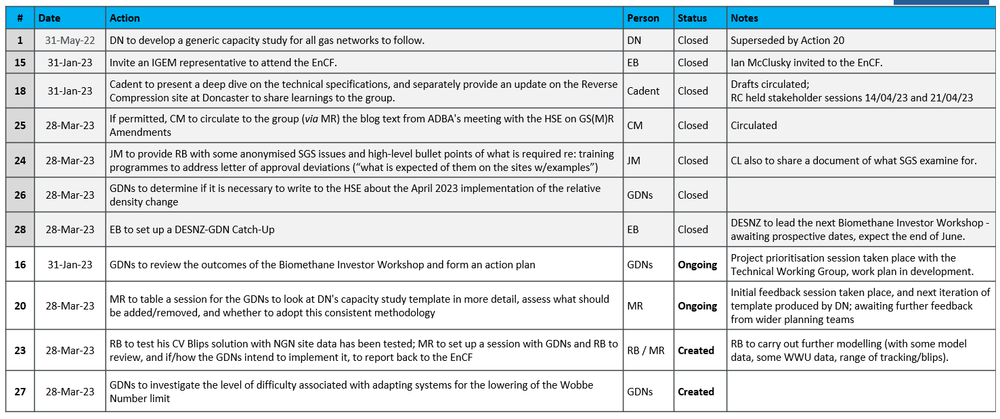 # Date Action Person Status Notes
1 31-May-22 DN to develop a generic capacity study for all gas networks to follow. DN Closed Superseded by Action 20
15 31-Jan-23 Invite an IGEM representative to attend the EnCF. EB Closed Ian McClusky invited to the EnCF.
18 31-Jan-23 Cadent to present a deep dive on the technical specifications, and separately provide an update on the Reverse
Compression site at Doncaster to share learnings to the group. Cadent Closed Drafts circulated;
RC held stakeholder sessions 14/04/23 and 21/04/23
25 28-Mar-23 If permitted, CM to circulate to the group (via MR) the blog text from ADBA's meeting with the HSE on GS(M)R
Amendments CM Closed Circulated
24 28-Mar-23 JM to provide RB with some anonymised SGS issues and high-level bullet points of what is required re: training
programmes to address letter of approval deviations (“what is expected of them on the sites w/examples”) JM Closed CL also to share a document of what SGS examine for.
26 28-Mar-23 GDNs to determine if it is necessary to write to the HSE about the April 2023 implementation of the relative
density change GDNs Closed
28 28-Mar-23 EB to set up a DESNZ-GDN Catch-Up EB Closed DESNZ to lead the next Biomethane Investor Workshop -
awaiting prospective dates, expect the end of June.
16 31-Jan-23 GDNs to review the outcomes of the Biomethane Investor Workshop and form an action plan GDNs Ongoing Project prioritisation session taken place with the
Technical Working Group, work plan in development.
20 28-Mar-23 MR to table a session for the GDNs to look at DN's capacity study template in more detail, assess what should
be added/removed, and whether to adopt this consistent methodology MR Ongoing Initial feedback session taken place, and next iteration of
template produced by DN; awaiting further feedback
from wider planning teams
23 28-Mar-23 RB to test his CV Blips solution with NGN site data has been tested; MR to set up a session with GDNs and RB to
review, and if/how the GDNs intend to implement it, to report back to the EnCF RB / MR Created RB to carry out further modelling (with some model
data, some WWU data, range of tracking/blips).
27 28-Mar-23 GDNs to investigate the level of difficulty associated with adapting systems for the lowering of the Wobbe
Number limit GDNs Created